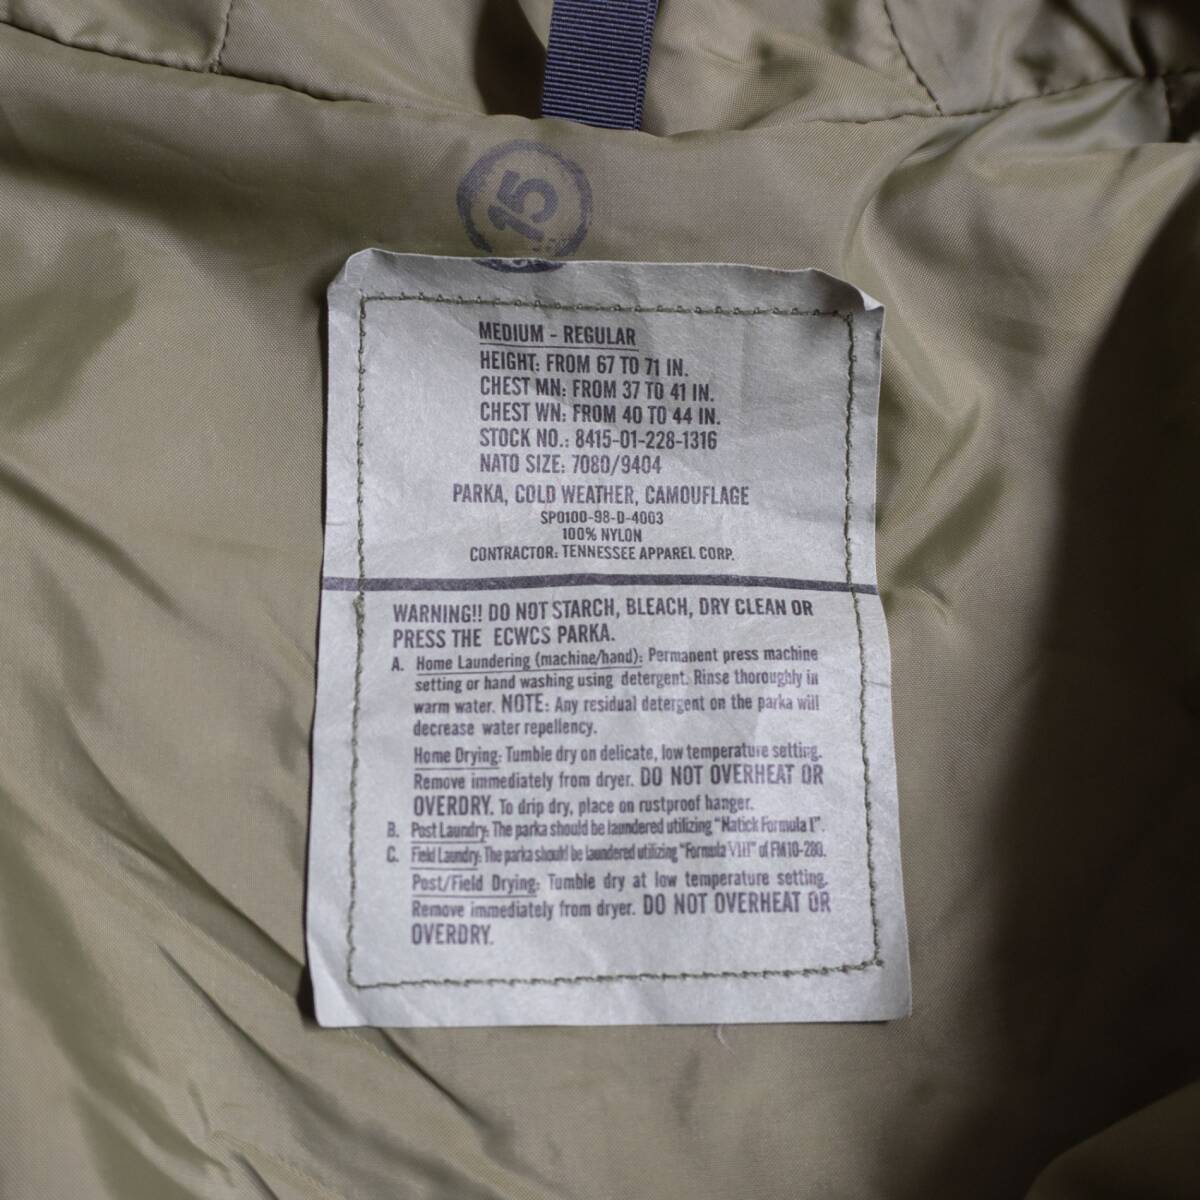 15
MEDIUM - REGULAR
HEIGHT: FROM 67 TO 71 IN.
CHEST MN: FROM 37 TO 41 IN.
CHEST WN: FROM 40 TO 44 IN.
STOCK NO.: 8415-01-228-1316
NATO SIZE: 7080/9404
PARKA, COLD WEATHER, CAMOUFLAGE
SPO100-98-D-4003
100% NYLON
CONTRACTOR: TENNESSEE APPAREL CORP.
WARNING!! DO NOT STARCH, BLEACH, DRY CLEAN OR
PRESS THE ECWCS PARKA.
A. Home Laundering (machine/hand): Permanent press machine
setting or hand washing using detergent. Rinse thoroughly in
warm water. NOTE: Any residual detergent on the parka will
decrease water repellency.
Home Drying: Tumble dry on delicate, low temperature setting.
Remove immediately from dryer. DO NOT OVERHEAT OR
OVERDRY. To drip dry, place on rustproof hanger.
B. Post Laundry: The parka should be laundered utilizing "Natick Formula I".
C. Field Laundry: The parka should be laundered utilizing "Formula VIII" of FM 10-280.
Post/Field Drying: Tumble dry at low temperature setting.
Remove immediately from dryer. DO NOT OVERHEAT OR
OVERDRY.